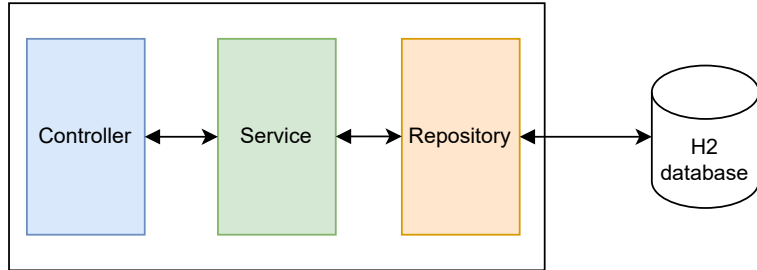 Controller
Service
Repository
H2
database